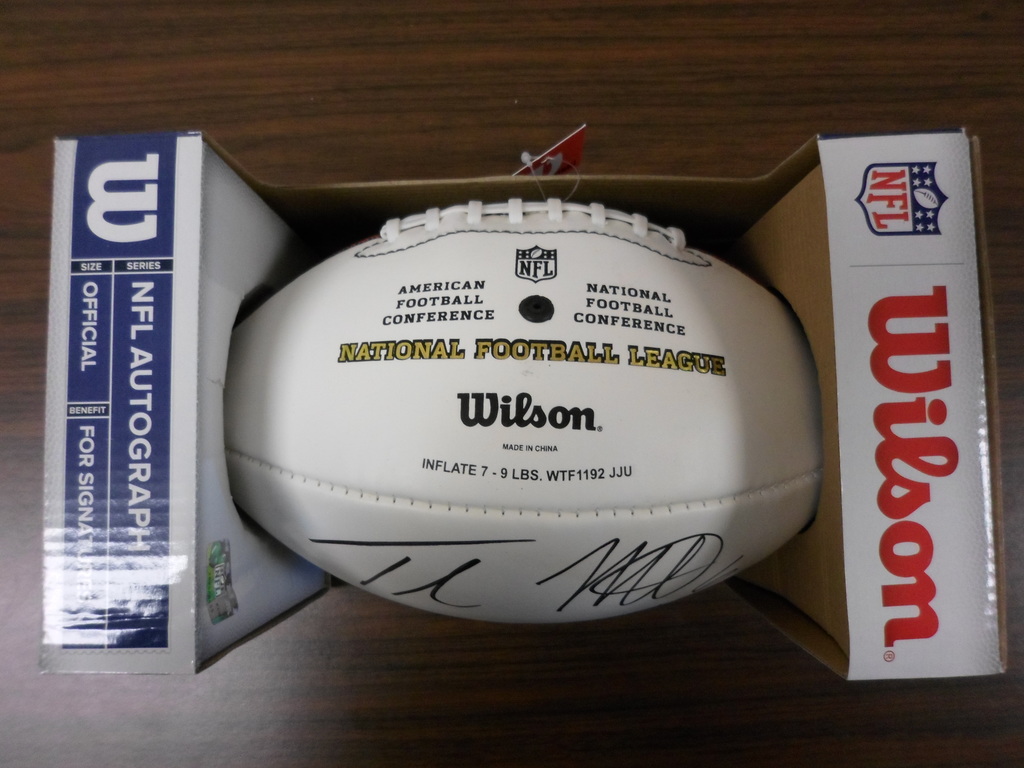 W
SIZE
OFFICIAL
SERIES
NFL AUTOGRAPH
BENEFIT
FOR SIGNATURES
NFL
AMERICAN
FOOTBALL
CONFERENCE
NATIONAL
FOOTBALL
CONFERENCE
NATIONAL FOOTBALL LEAGUE
Wilson®
MADE IN CHINA
INFLATE 7 - 9 LBS. WTF1192 JJU
NFL
Wilson®